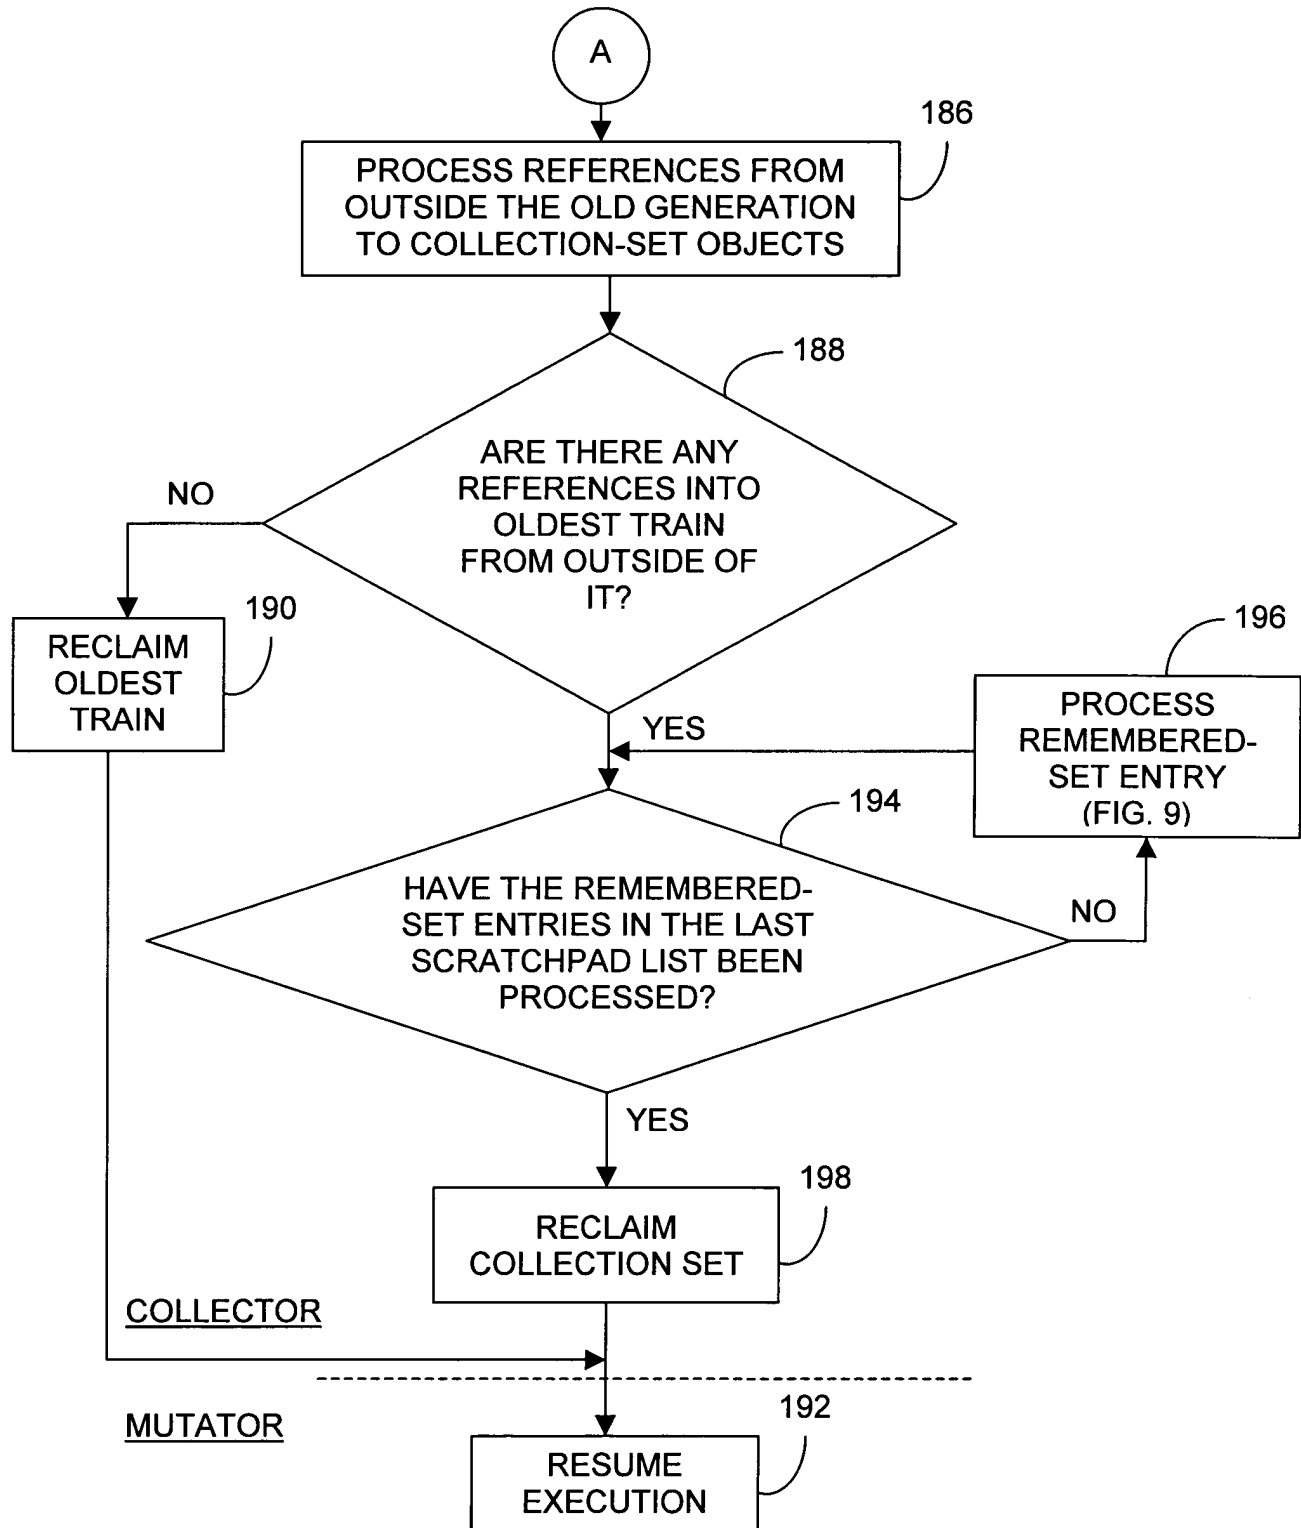 A
186
PROCESS REFERENCES FROM
OUTSIDE THE OLD GENERATION
TO COLLECTION-SET OBJECTS
188
ARE THERE ANY
REFERENCES INTO
OLDEST TRAIN
FROM OUTSIDE OF
IT?
NO
190
RECLAIM
OLDEST
TRAIN
196
PROCESS
REMEMBERED-
SET ENTRY
(FIG. 9)
YES
194
HAVE THE REMEMBERED-
SET ENTRIES IN THE LAST
SCRATCHPAD LIST BEEN
PROCESSED?
NO
YES
198
RECLAIM
COLLECTION SET
COLLECTOR
MUTATOR
192
RESUME
EXECUTION